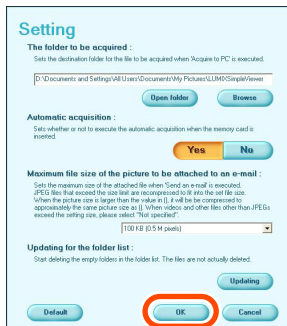 Setting
The folder to be acquired :
Sets the destination folder for the file to be acquired when 'Acquire to PC' is executed.
D:\Documents and Settings\All Users\Documents\My Pictures\LUMIXSimpleViewer
Open folder
Browse
Automatic acquisition :
Sets whether or not to execute the automatic acquisition when the memory card is
inserted.
Yes
No
Maximum file size of the picture to be attached to an e-mail :
Sets the maximum size of the attached file when 'Send an e-mail' is executed.
JPEG files that exceed the size limit are recompressed to fit into the set file size.
When the picture size is larger than the value in (), it will be be compressed to
approximately the same picture size as (). When videos and other files other than JPEGs
exceed the setting size, please select "Not specified".
100 KB (0.5 M pixels)
Updating for the folder list :
Start deleting the empty folders in the folder list. The files are not actually deleted.
Updating
Default
OK
Cancel